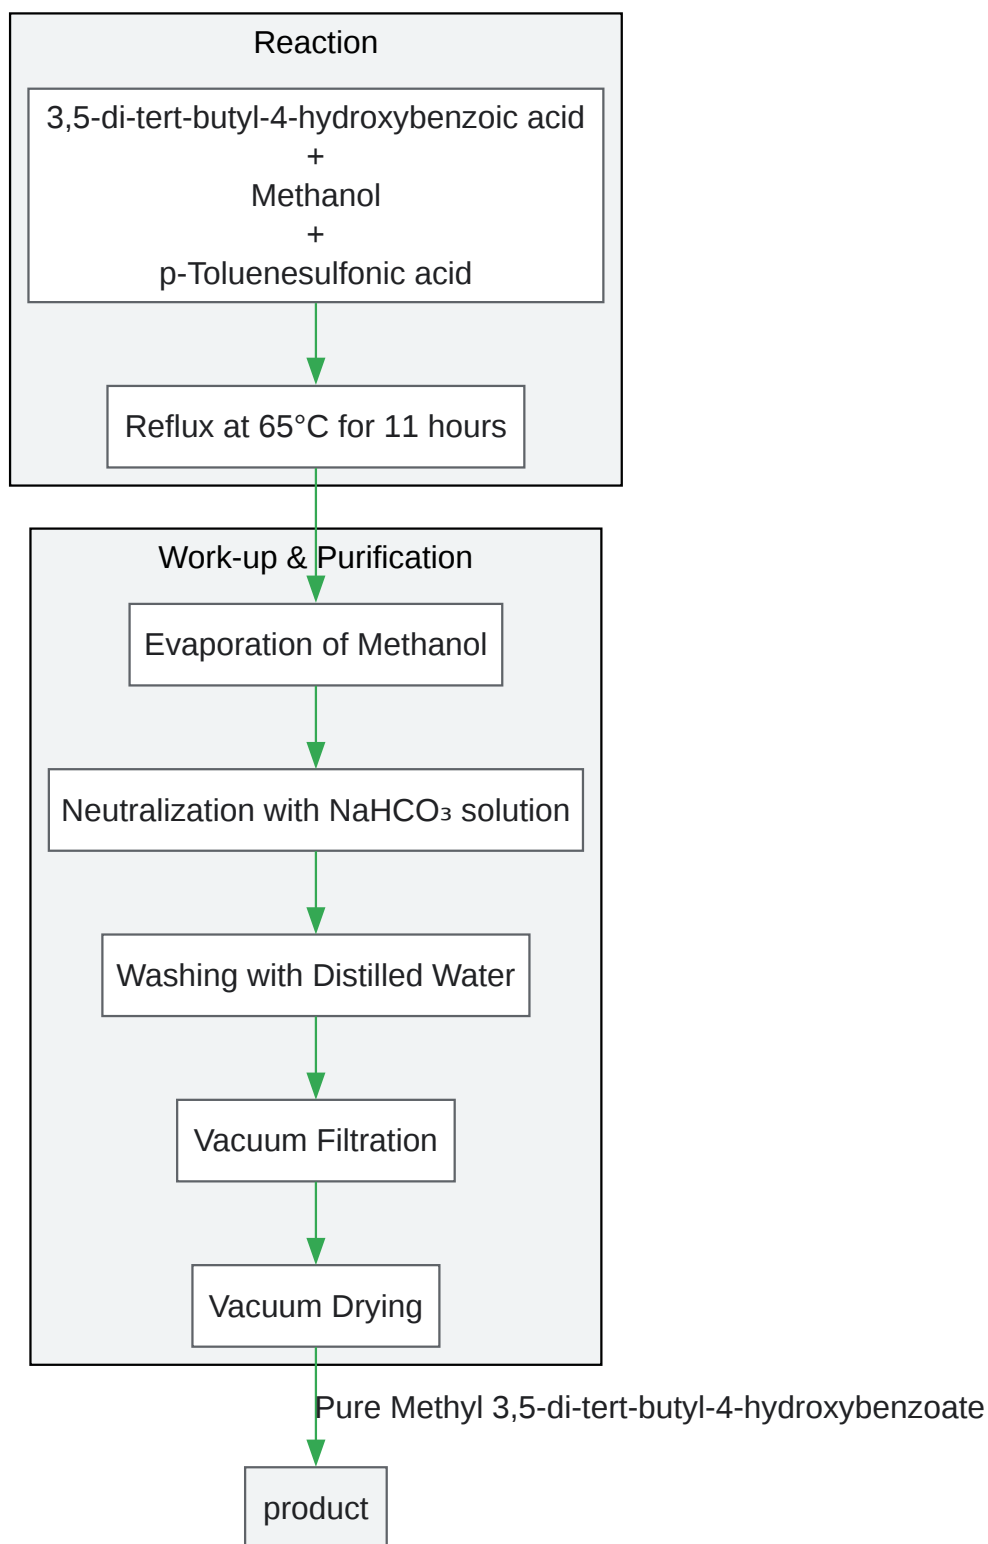 Reaction
3,5-di-tert-butyl-4-hydroxybenzoic acid
+
Methanol
+
p-Toluenesulfonic acid
Reflux at 65°C for 11 hours
Work-up & Purification
Evaporation of Methanol
Neutralization with NaHCO₃ solution
Washing with Distilled Water
Vacuum Filtration
Vacuum Drying
Pure Methyl 3,5-di-tert-butyl-4-hydroxybenzoate
product